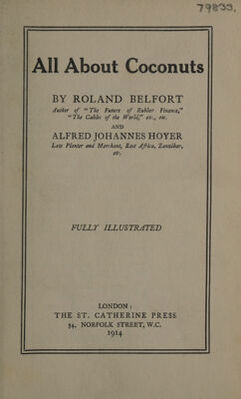 79833.
All About Coconuts
BY ROLAND BELFORT
Author of "The Future of Rubber Finance,"
"The Cables of the World," etc., etc.
AND
ALFRED JOHANNES HOYER
Late Planter and Merchant, East Africa, Zanzibar,
etc.
FULLY ILLUSTRATED
LONDON:
THE ST. CATHERINE PRESS
34, NORFOLK STREET, W.C.
1914